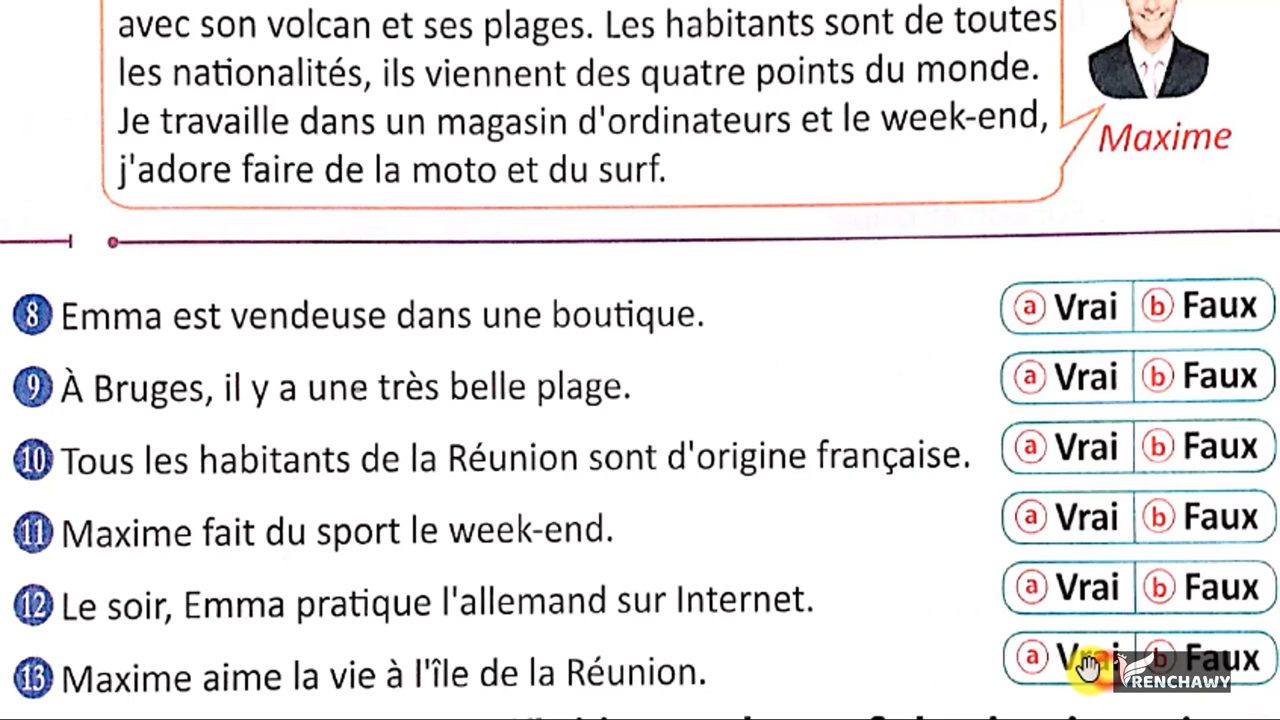 avec son volcan et ses plages. Les habitants sont de toutes
les nationalités, ils viennent des quatre points du monde.
Je travaille dans un magasin d'ordinateurs et le week-end,
j'adore faire de la moto et du surf.
Maxime
8 Emma est vendeuse dans une boutique. a Vrai b Faux
9 À Bruges, il y a une très belle plage. a Vrai b Faux
10 Tous les habitants de la Réunion sont d'origine française. a Vrai b Faux
11 Maxime fait du sport le week-end. a Vrai b Faux
12 Le soir, Emma pratique l'allemand sur Internet. a Vrai b Faux
13 Maxime aime la vie à l'île de la Réunion. a Vrai b Faux
FRENCHAWY